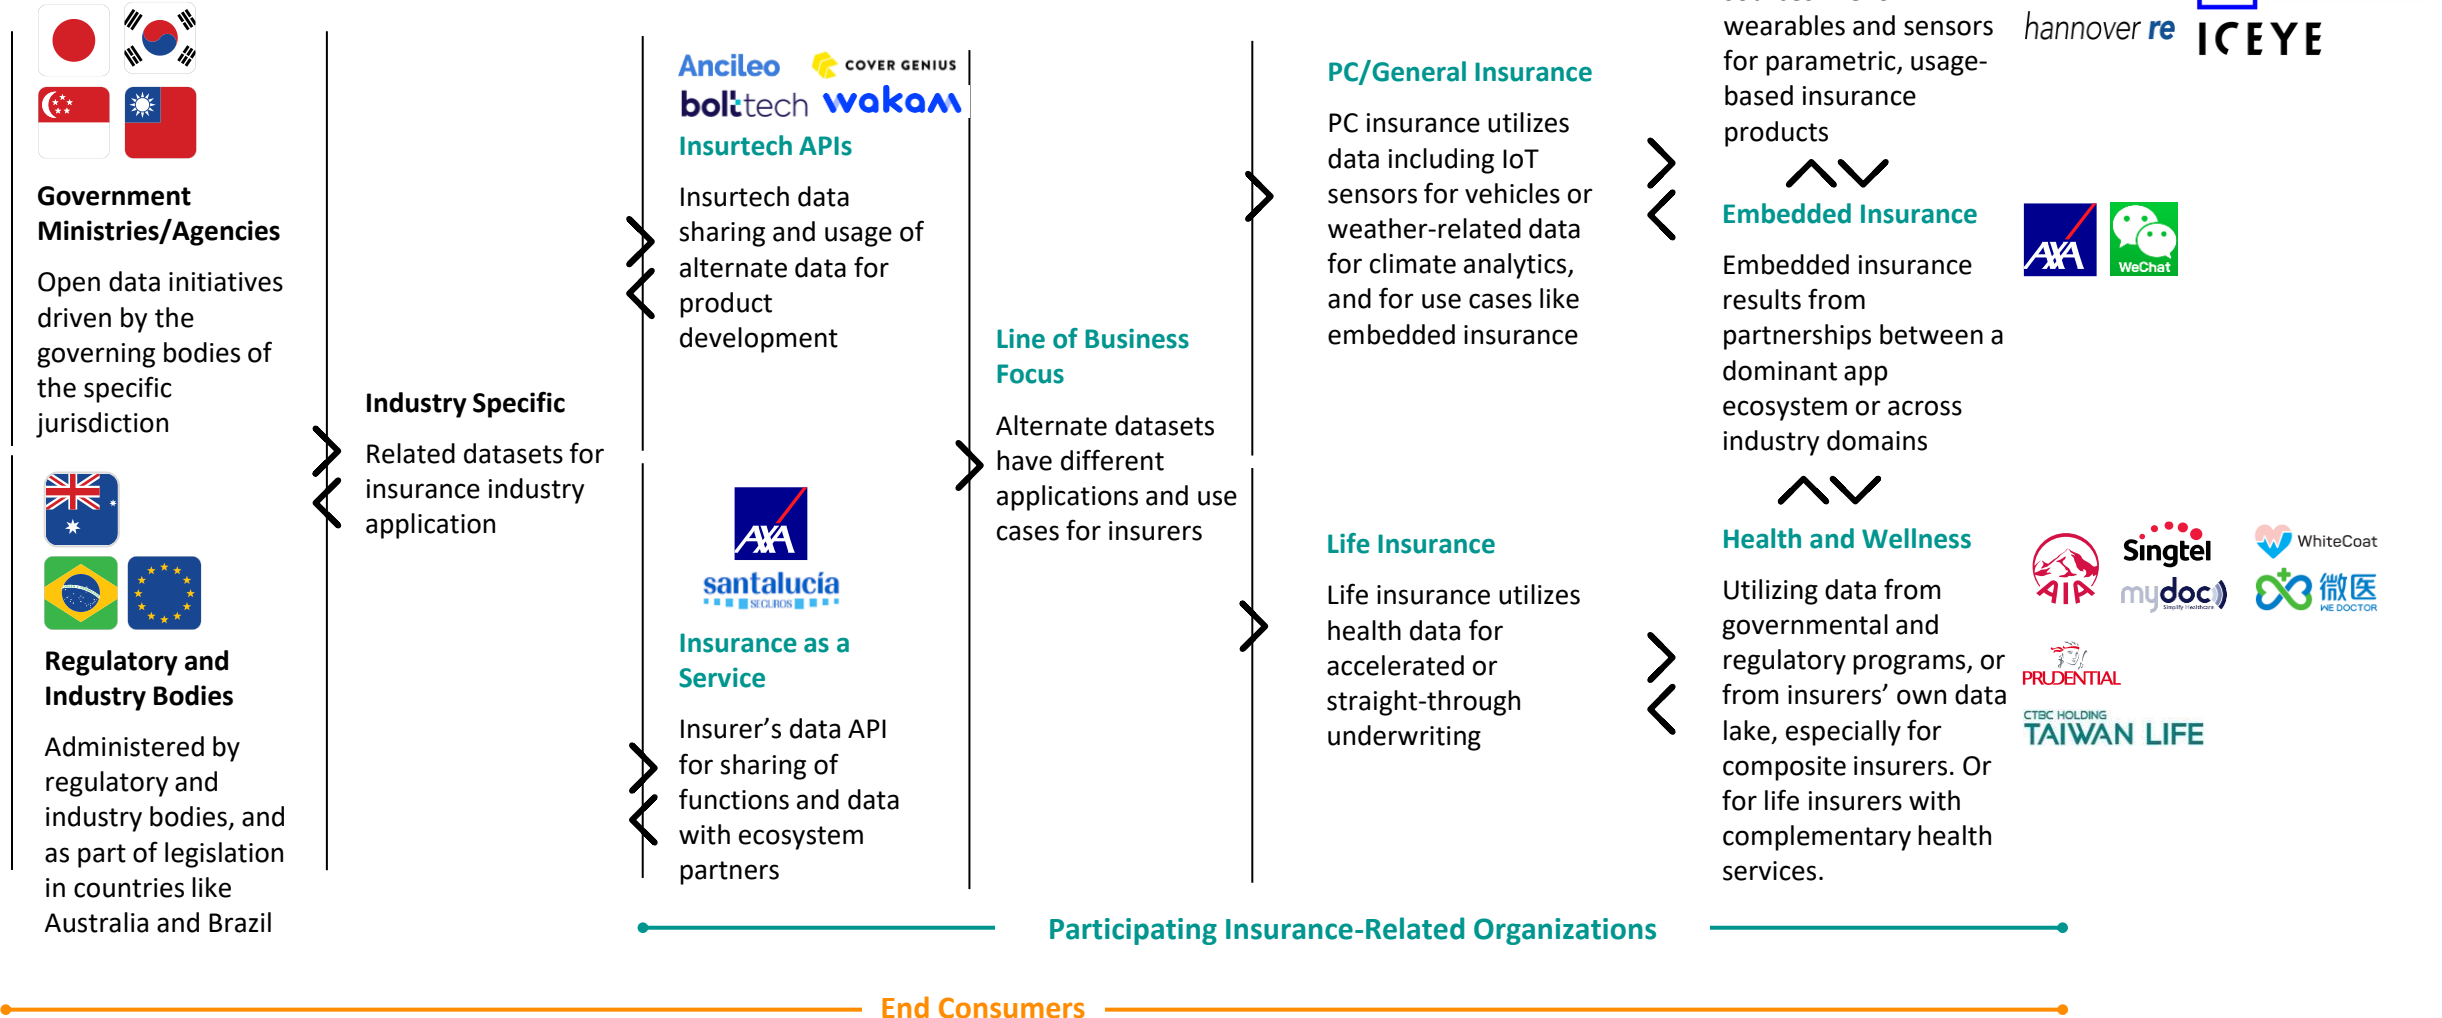 Government
Ministries/Agencies
Open data initiatives
driven by the
governing bodies of
the specific
jurisdiction
Regulatory and
Industry Bodies
Administered by
regulatory and
industry bodies, and
as part of legislation
in countries like
Australia and Brazil
Industry Specific
Related datasets for
insurance industry
application
Ancileo
COVER GENIUS
bolttech
wakam
Insurtech APIs
Insurtech data
sharing and usage of
alternate data for
product
development
AXA
santalucía
SEGUROS
Insurance as a
Service
Insurer’s data API
for sharing of
functions and data
with ecosystem
partners
Line of Business
Focus
Alternate datasets
have different
applications and use
cases for insurers
PC/General Insurance
PC insurance utilizes
data including IoT
sensors for vehicles or
weather-related data
for climate analytics,
and for use cases like
embedded insurance
Life Insurance
Life insurance utilizes
health data for
accelerated or
straight-through
underwriting
wearables and sensors
for parametric, usage-
based insurance
products
hannover re
ICEYE
Embedded Insurance
Embedded insurance
results from
partnerships between a
dominant app
ecosystem or across
industry domains
AXA
WeChat
Health and Wellness
Utilizing data from
governmental and
regulatory programs, or
from insurers’ own data
lake, especially for
composite insurers. Or
for life insurers with
complementary health
services.
AIA
Singtel
WhiteCoat
mydoc
Simplify Healthcare
微医
WE DOCTOR
PRUDENTIAL
CTBC HOLDING
TAIWAN LIFE
Participating Insurance-Related Organizations
End Consumers